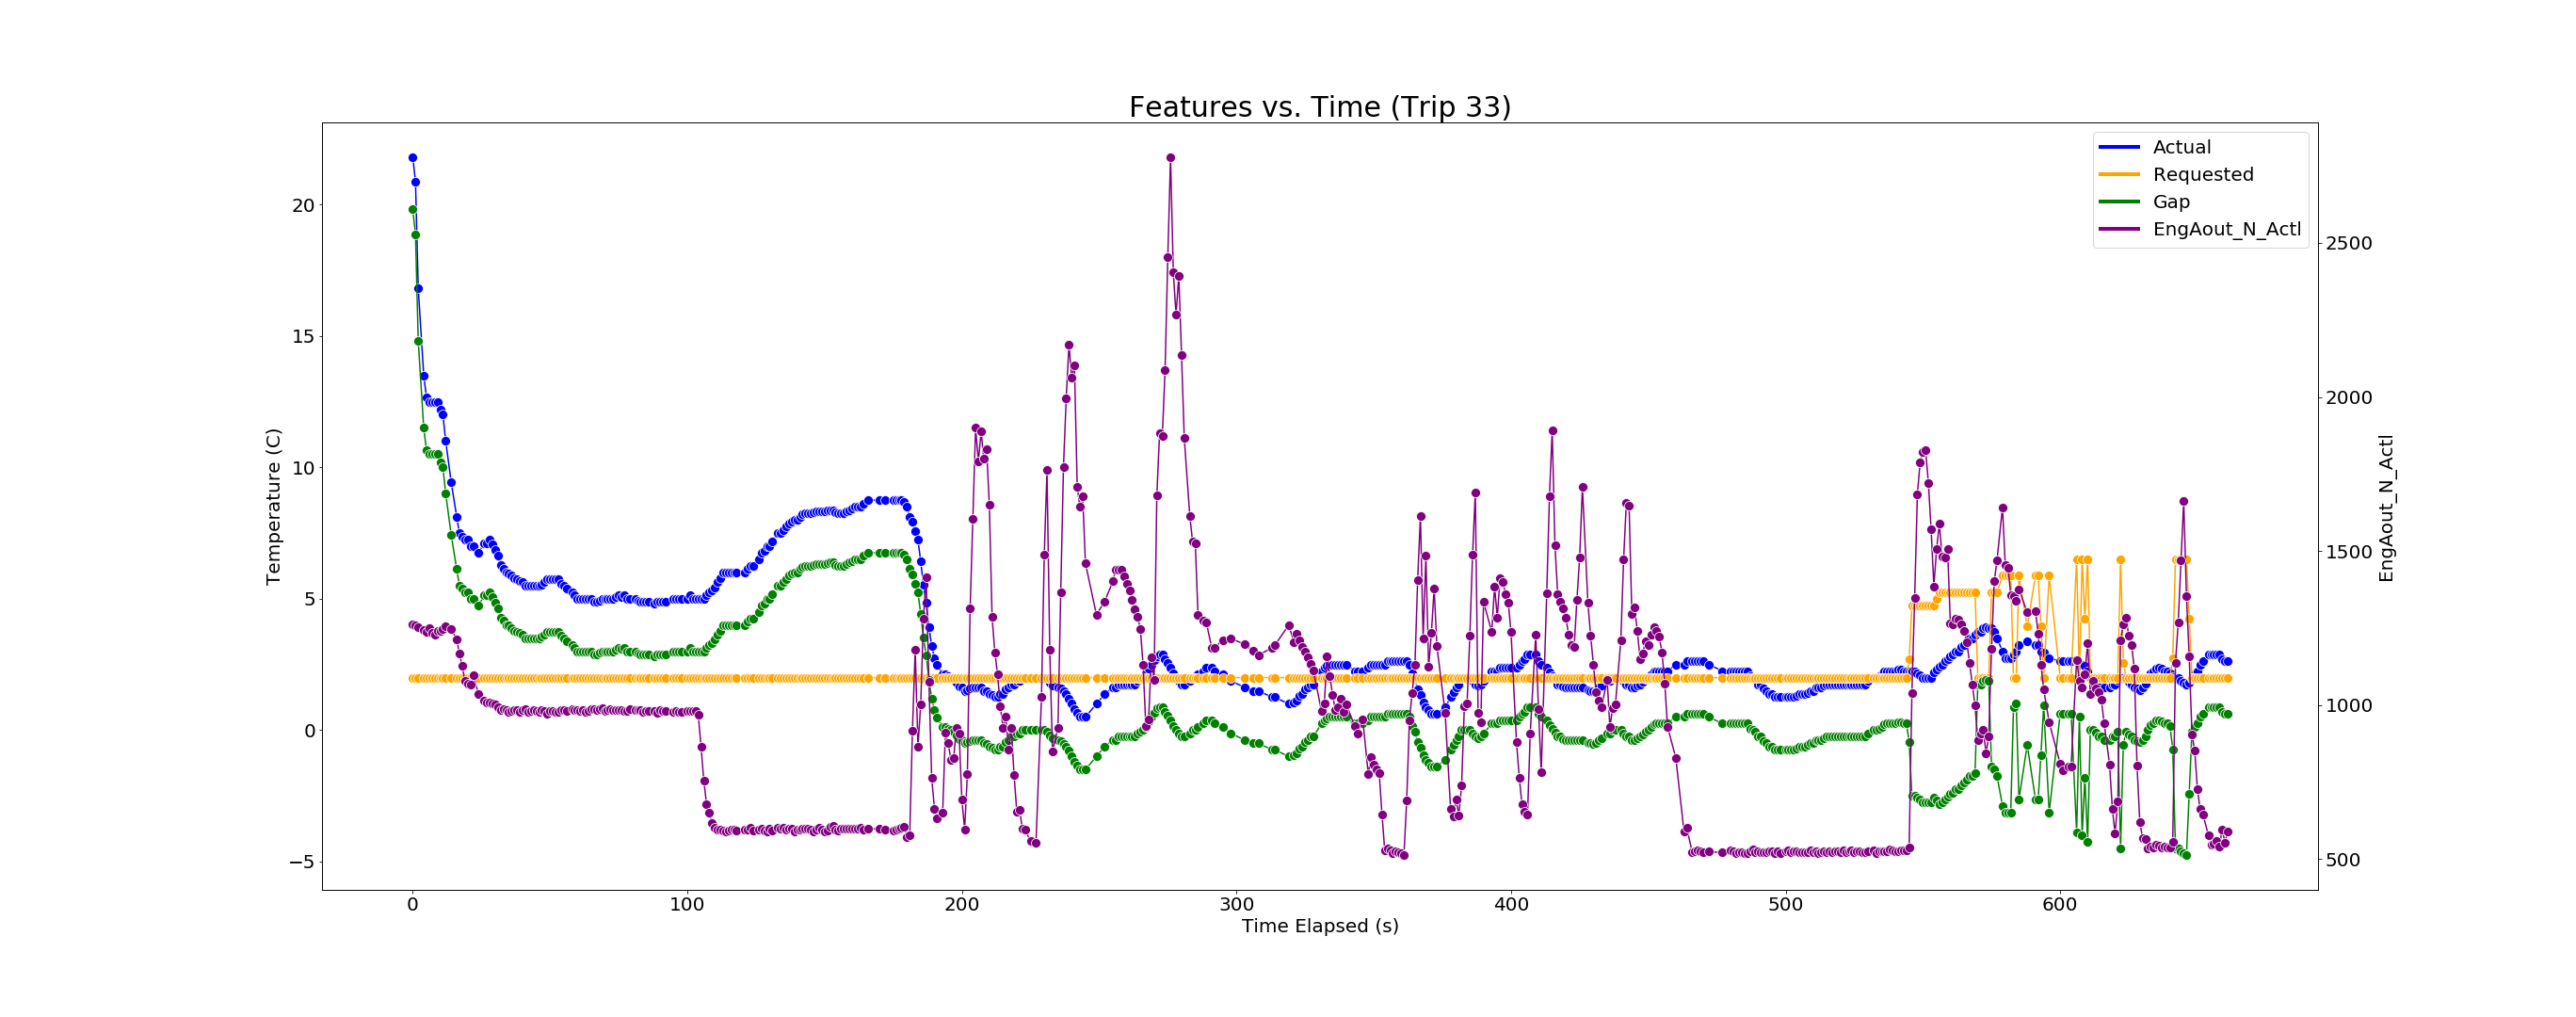 Features vs. Time (Trip 33)
Actual
Requested
Gap
EngAout_N_Actl
Temperature (C)
20
15
10
5
0
−5
2500
2000
1500
1000
500
EngAout_N_Actl
0 100 200 300 400 500 600
Time Elapsed (s)